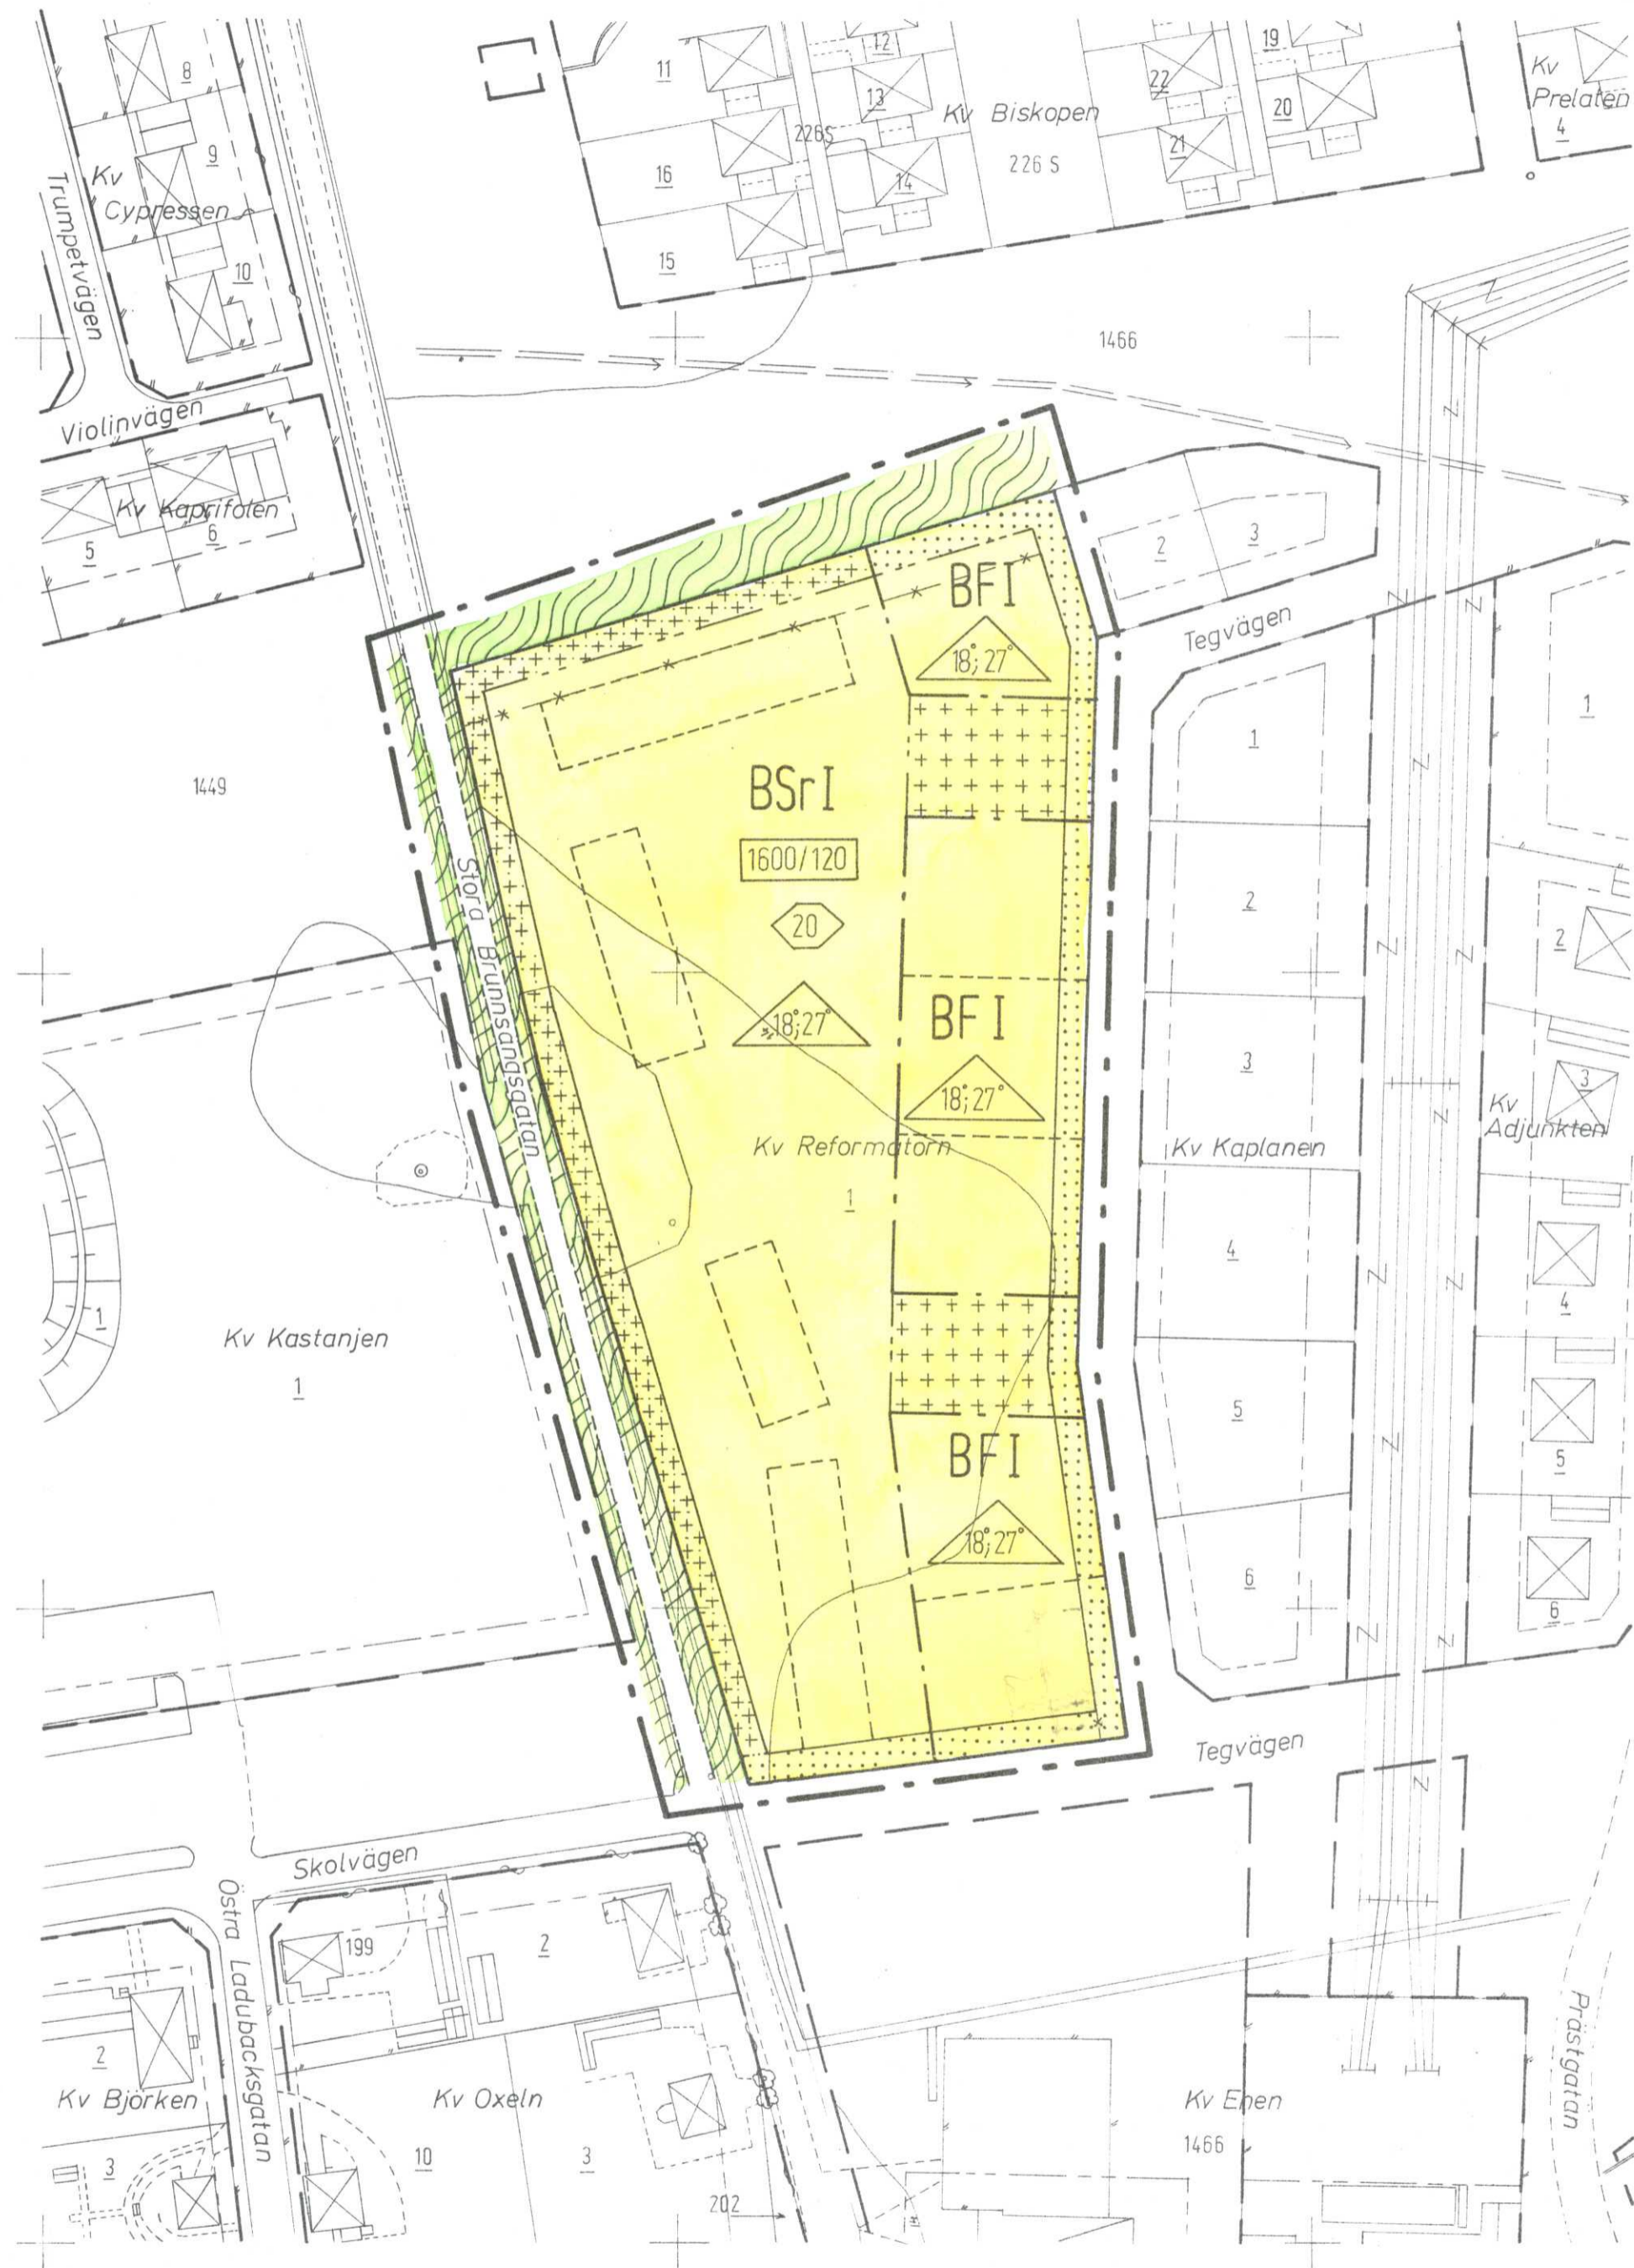 8
9
Kv
Cypressen
10
Trumpetvägen
Violinvägen
Kv Kaprifolen
5
6
11
12
13
226S
16
14
15
Kv Biskopen
226 S
22
21
19
20
Kv
Prelaten
4
1466
2
3
Tegvägen
BFI
18°; 27°
BSrI
1600/120
20
18°; 27°
BFI
18°; 27°
Kv Reformatorn
1
BFI
18°; 27°
1449
Stora Brunnsängsgatan
Kv Kastanjen
1
1
1
2
3
Kv Kaplanen
4
5
6
1
2
3
Kv
Adjunkten
4
5
6
Tegvägen
Skolvägen
Östra Ladubacksgatan
199
2
2
Kv Björken
3
Kv Oxeln
10
3
202
Kv Enen
1466
Prästgatan